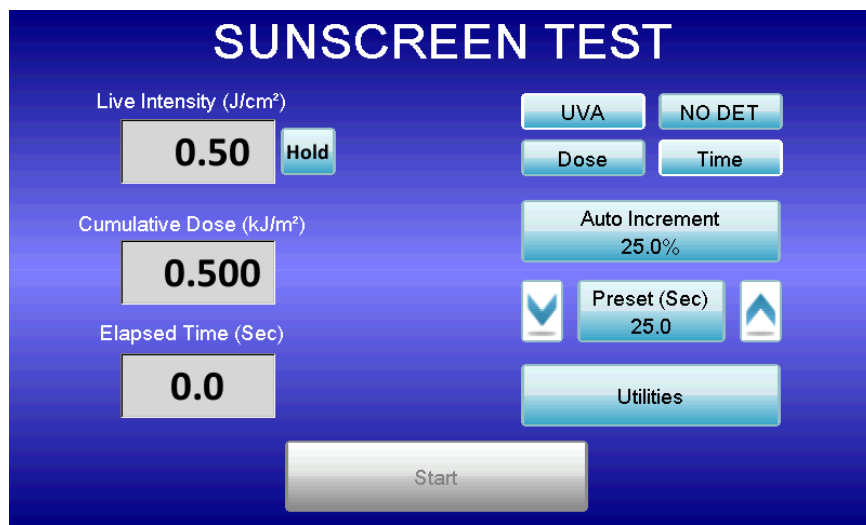 SUNSCREEN TEST
Live Intensity (J/cm²)
0.50
Hold
Cumulative Dose (kJ/m²)
0.500
Elapsed Time (Sec)
0.0
UVA
NO DET
Dose
Time
Auto Increment
25.0%
Preset (Sec)
25.0
Utilities
Start